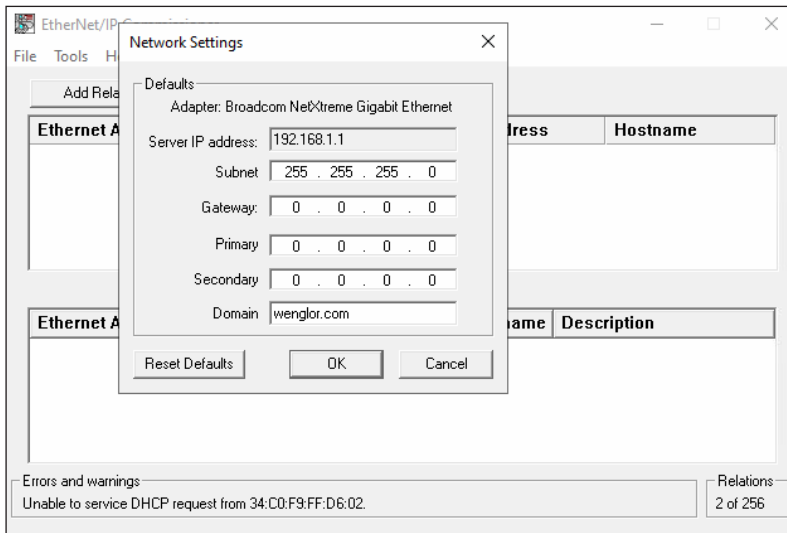 EtherNet/IP
File Tools H
Network Settings
Defaults
Adapter: Broadcom NetXtreme Gigabit Ethernet
Server IP address: 192.168.1.1
Subnet 255 . 255 . 255 . 0
Gateway: 0 . 0 . 0 . 0
Primary 0 . 0 . 0 . 0
Secondary 0 . 0 . 0 . 0
Domain wenglor.com
Reset Defaults OK Cancel
Add Rela
Ethernet A dress Hostname
Ethernet A name Description
Errors and warnings
Unable to service DHCP request from 34:C0:F9:FF:D6:02.
Relations
2 of 256